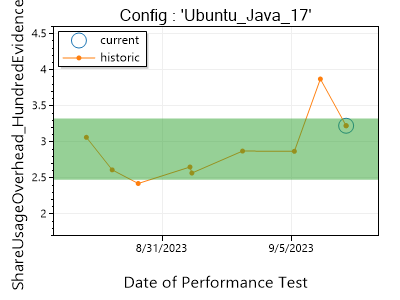 Config : 'Ubuntu_Java_17'
current
historic
4.5
4
3.5
3
2.5
2
ShareUsageOverhead_HundredEvidence
8/31/2023
9/5/2023
Date of Performance Test